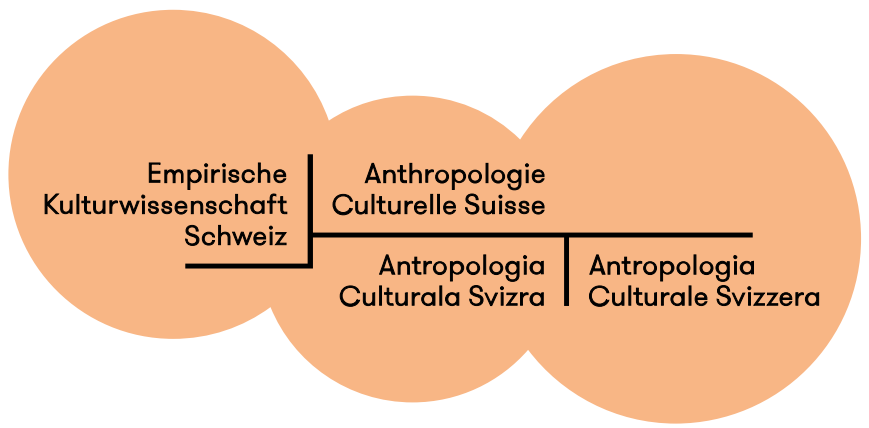 Empirische
Kulturwissenschaft
Schweiz
Anthropologie
Culturelle Suisse
Antropologia
Culturala Svizra
Antropologia
Culturale Svizzera